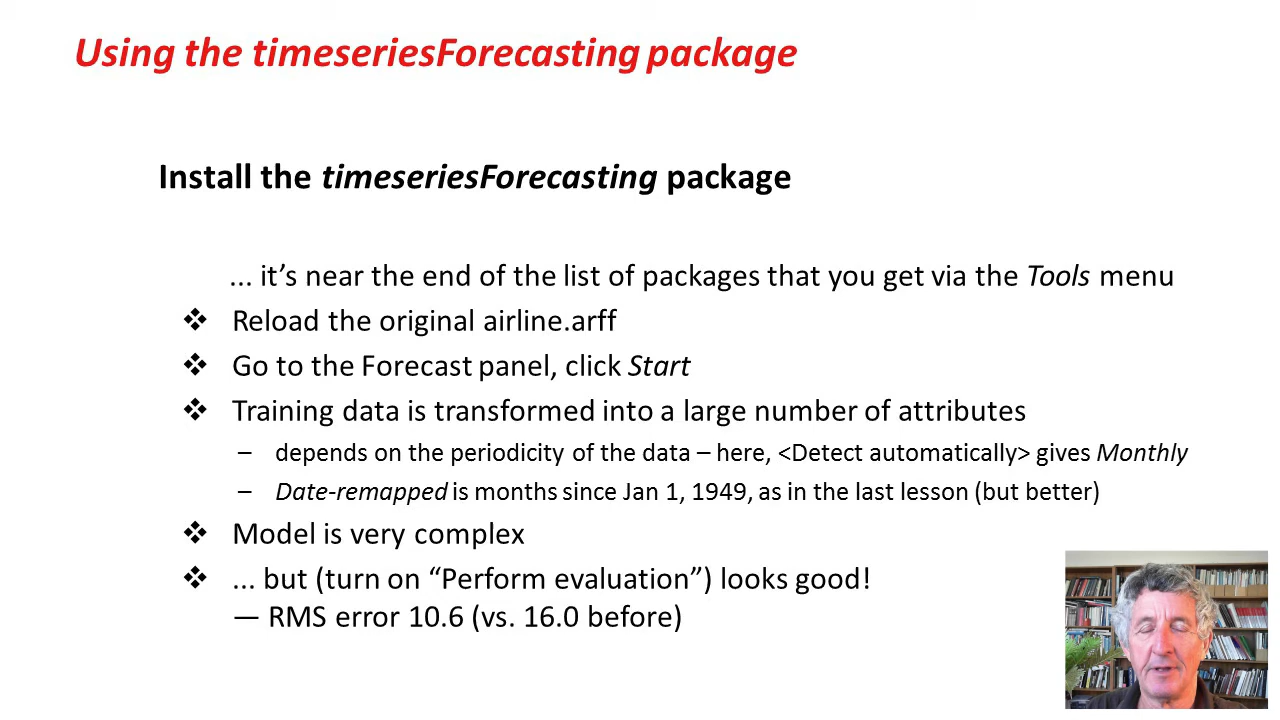 Using the timeseriesForecasting package
Install the timeseriesForecasting package
... it’s near the end of the list of packages that you get via the Tools menu
❖ Reload the original airline.arff
❖ Go to the Forecast panel, click Start
❖ Training data is transformed into a large number of attributes
– depends on the periodicity of the data – here, <Detect automatically> gives Monthly
– Date-remapped is months since Jan 1, 1949, as in the last lesson (but better)
❖ Model is very complex
❖ ... but (turn on “Perform evaluation”) looks good!
— RMS error 10.6 (vs. 16.0 before)